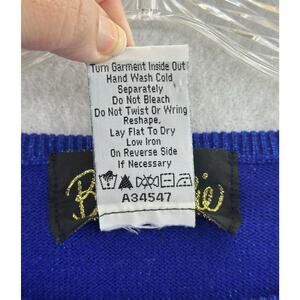 Turn Garment Inside Out
Hand Wash Cold
Separately
Do Not Bleach
Do Not Twist or Wring
Reshape.
Lay Flat To Dry
Low Iron
On Reverse Side
If Necessary
A34547